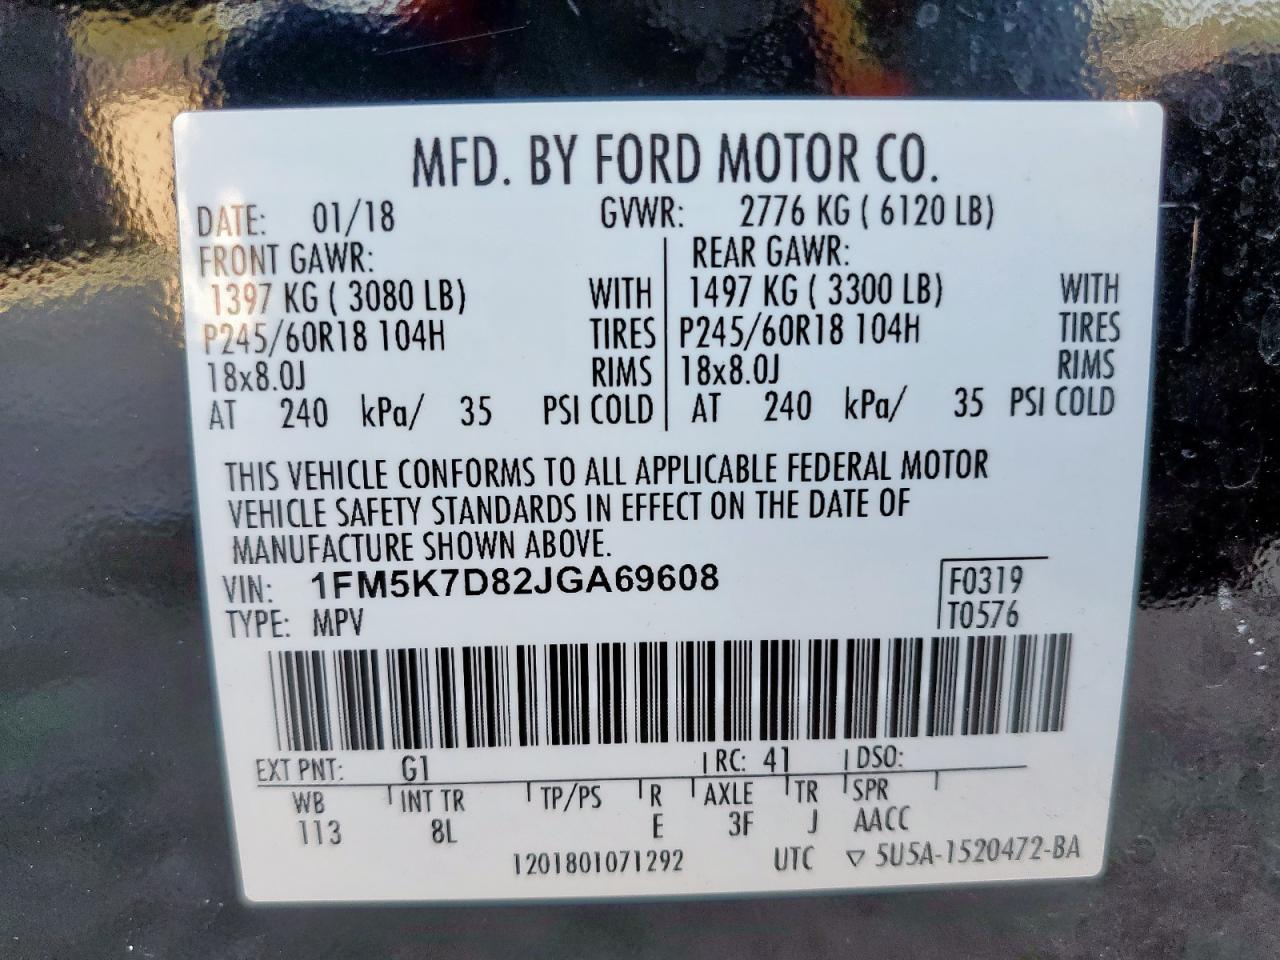 MFD. BY FORD MOTOR CO.
DATE: 01/18 GVWR: 2776 KG ( 6120 LB)
FRONT GAWR: REAR GAWR:
1397 KG ( 3080 LB) WITH 1497 KG ( 3300 LB) WITH
P245/60R18 104H TIRES P245/60R18 104H TIRES
18x8.0J RIMS 18x8.0J RIMS
AT 240 kPa/ 35 PSI COLD AT 240 kPa/ 35 PSI COLD
THIS VEHICLE CONFORMS TO ALL APPLICABLE FEDERAL MOTOR
VEHICLE SAFETY STANDARDS IN EFFECT ON THE DATE OF
MANUFACTURE SHOWN ABOVE.
VIN: 1FM5K7D82JGA69608 F0319
TYPE: MPV T0576
EXT PNT: G1 RC: 41 DSO:
WB INT TR TP/PS R AXLE TR SPR
113 8L E 3F J AACC
1201801071292 UTC ▽ 5U5A-1520472-BA